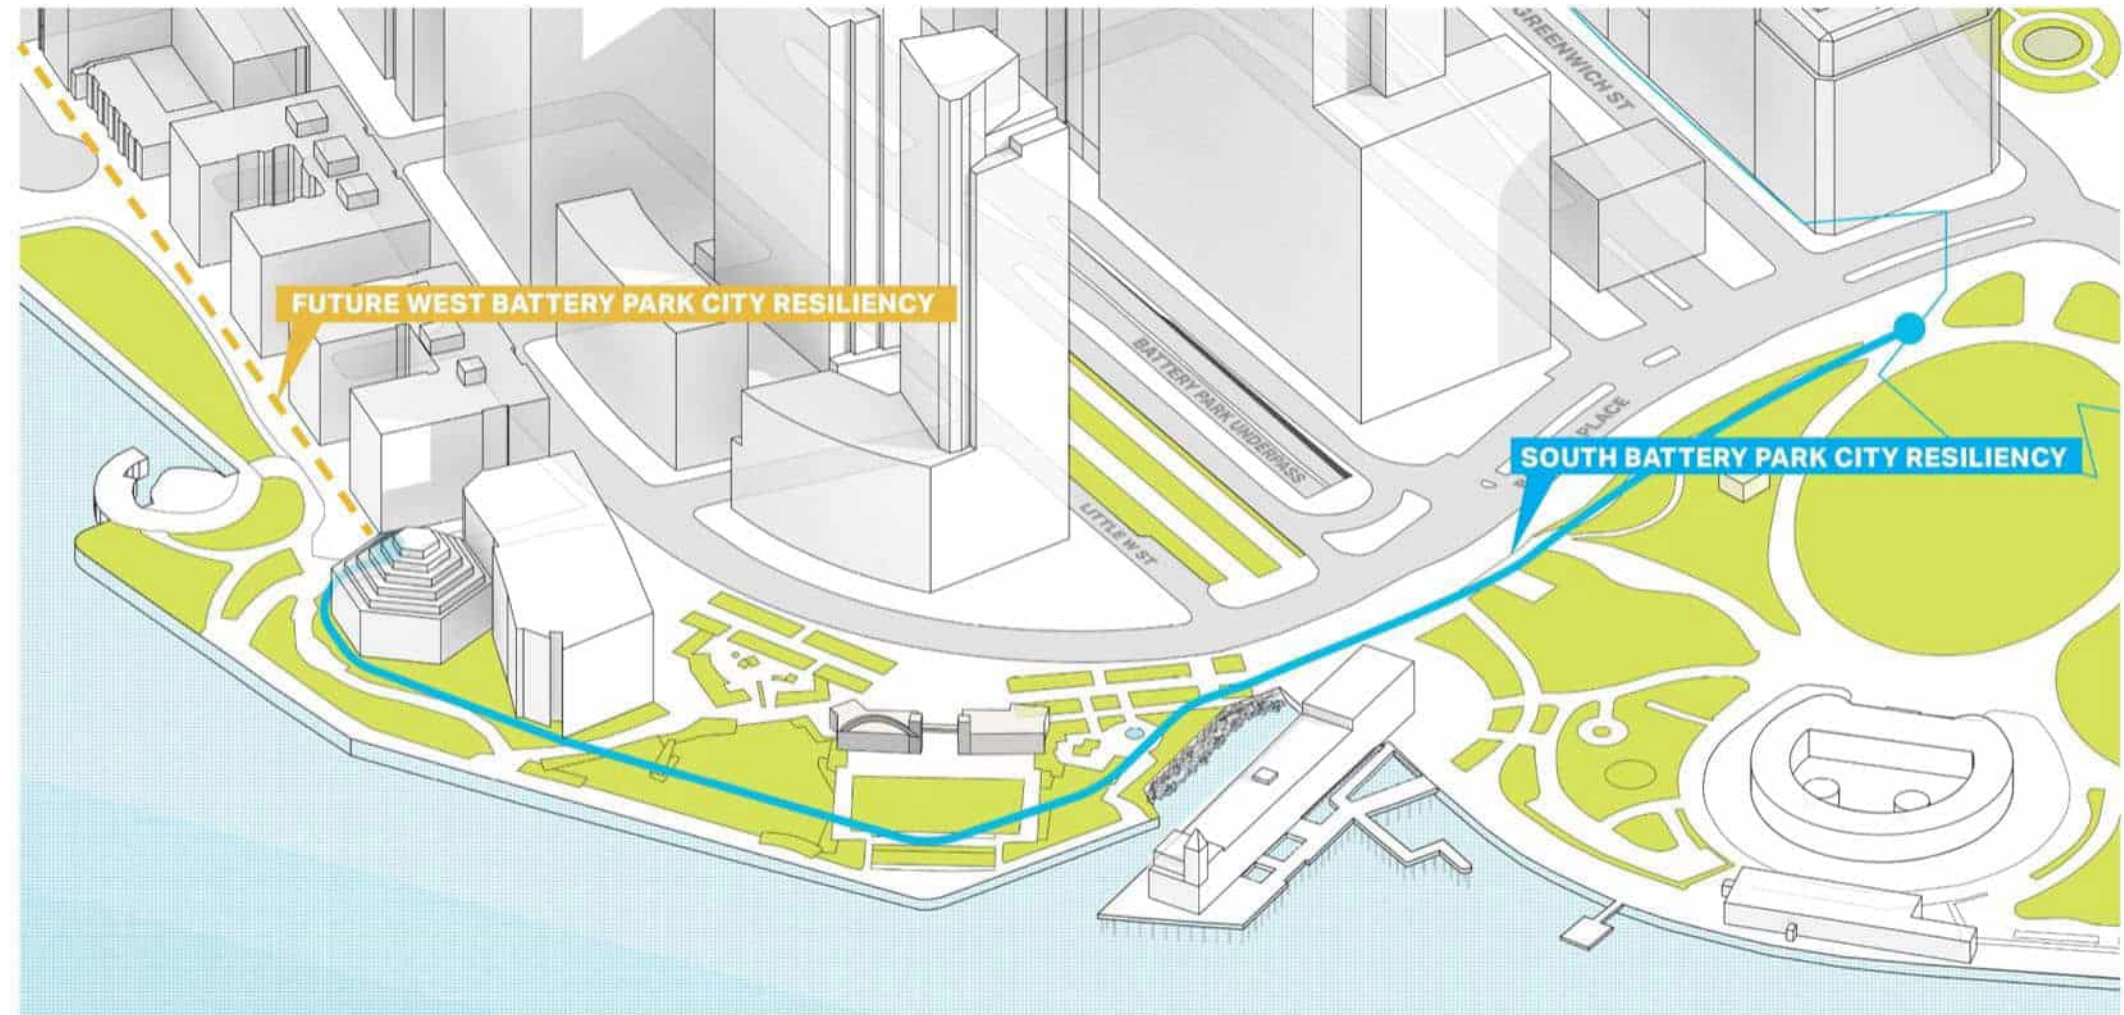 GREENWICH ST
FUTURE WEST BATTERY PARK CITY RESILIENCY
BATTERY PARK UNDERPASS
PLACE
SOUTH BATTERY PARK CITY RESILIENCY
LITTLE W ST